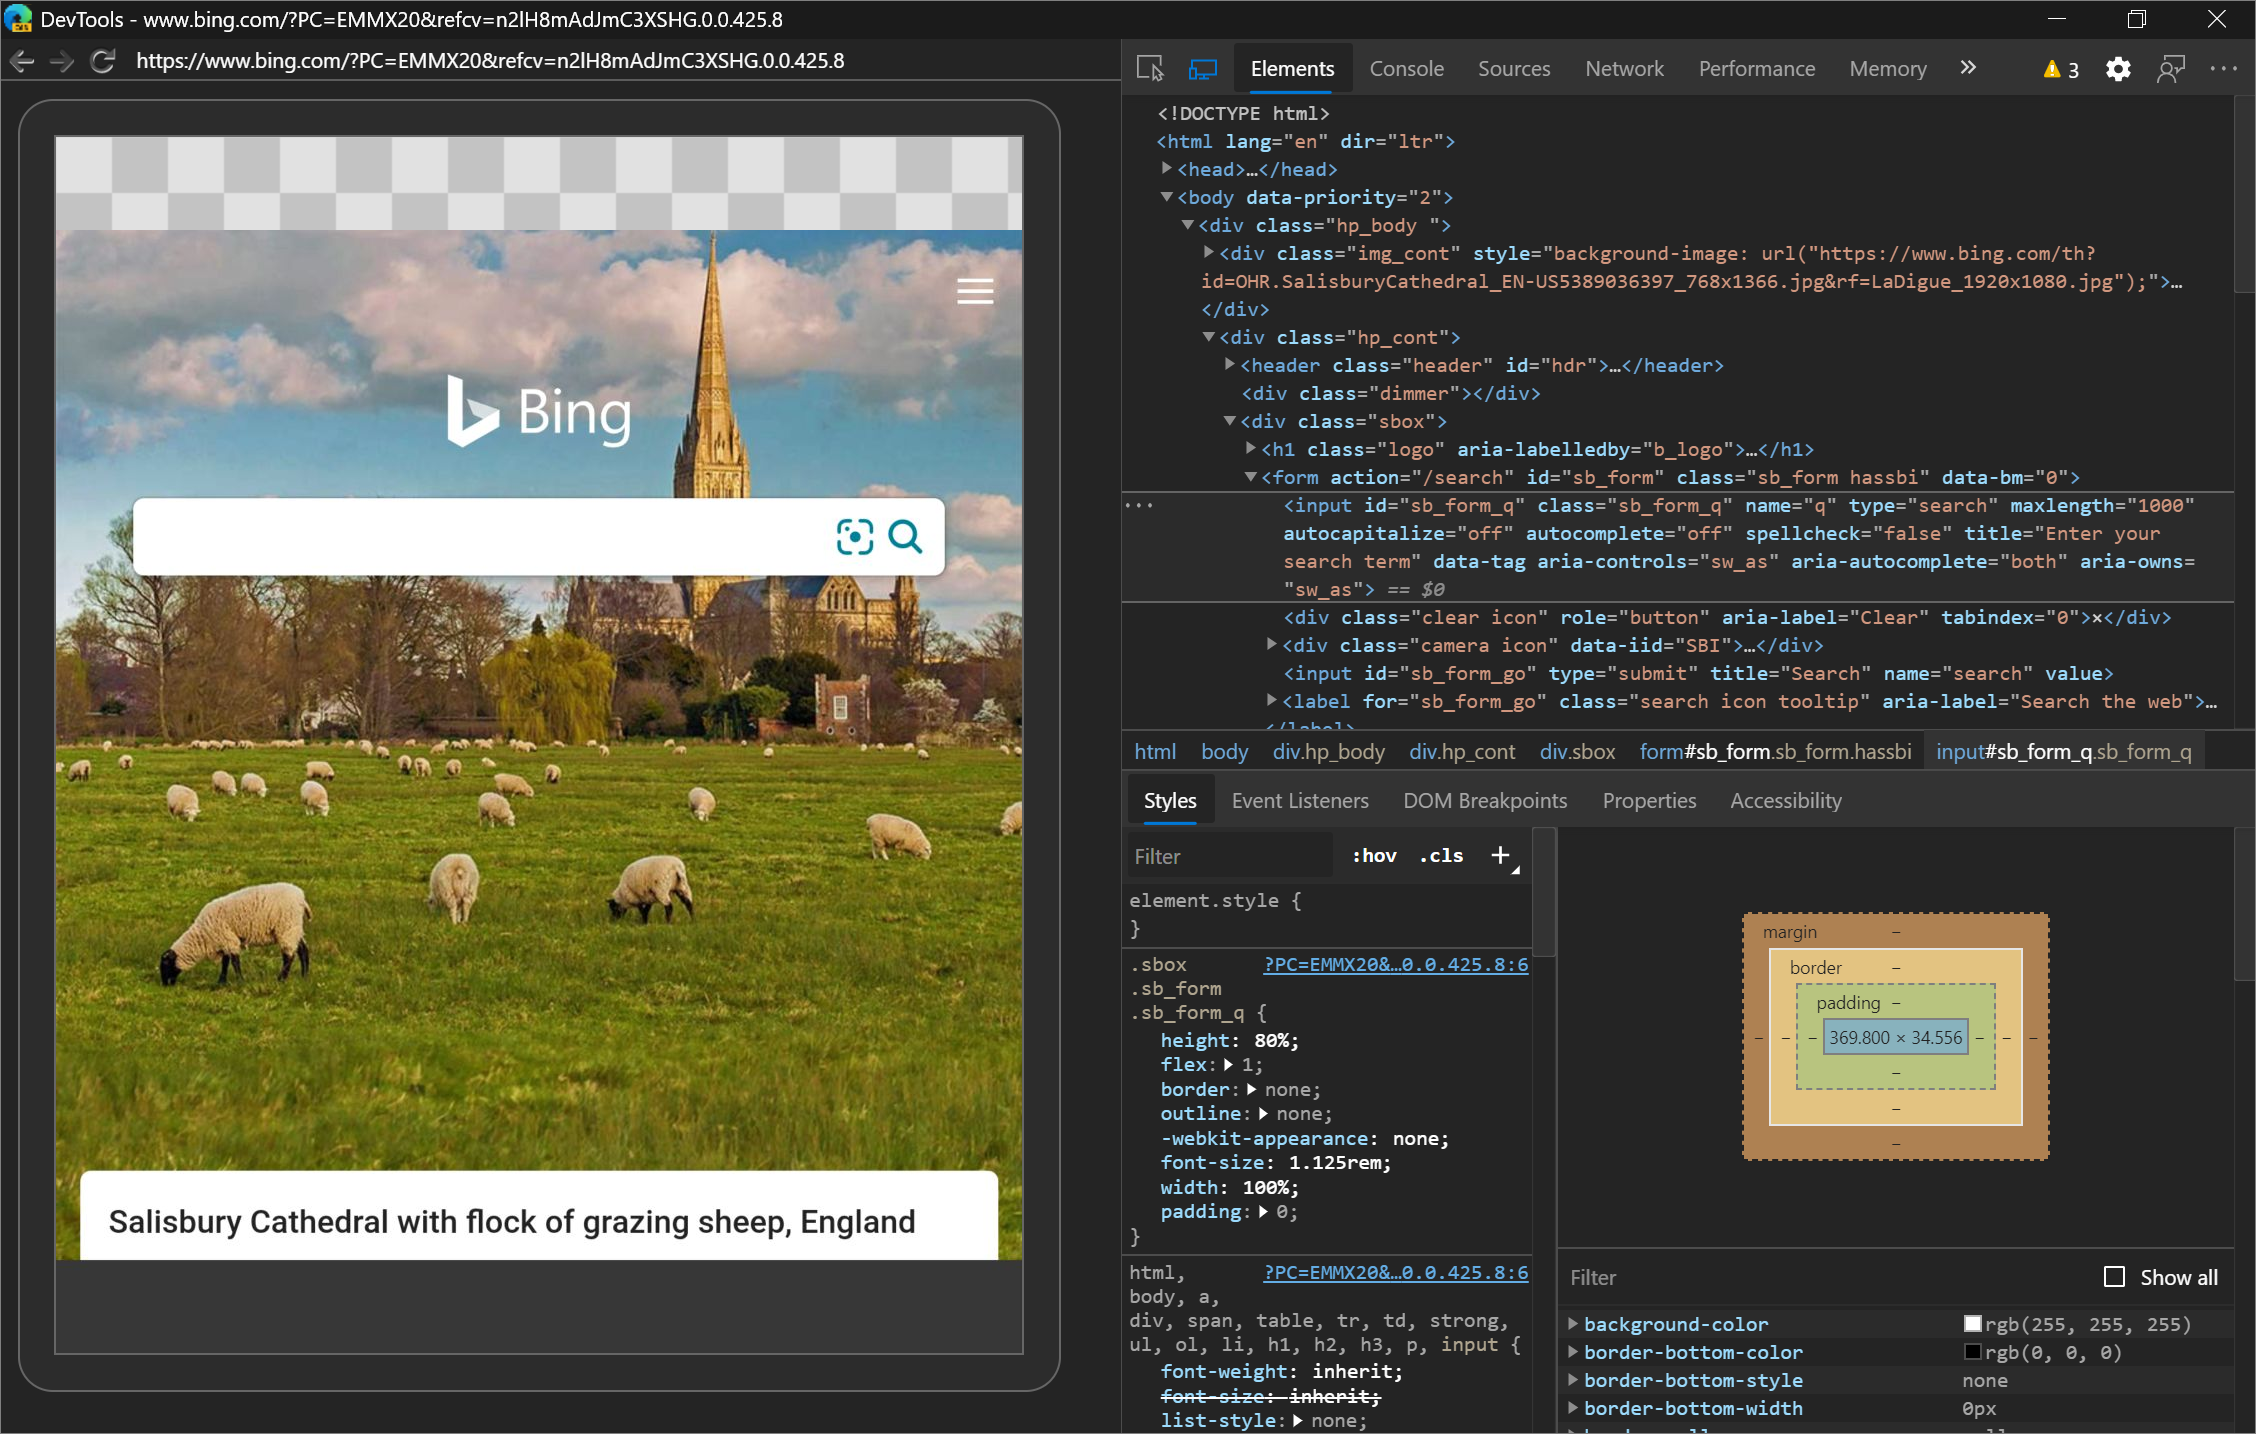 DevTools - www.bing.com/?PC=EMMX20&refcv=n2lH8mAdJmC3XSHG.0.0.425.8
https://www.bing.com/?PC=EMMX20&refcv=n2lH8mAdJmC3XSHG.0.0.425.8
Bing
Salisbury Cathedral with flock of grazing sheep, England
Elements Console Sources Network Performance Memory » 3
<!DOCTYPE html>
<html lang="en" dir="ltr">
<head>…</head>
<body data-priority="2">
<div class="hp_body ">
<div class="img_cont" style="background-image: url("https://www.bing.com/th?
id=OHR.SalisburyCathedral_EN-US5389036397_768x1366.jpg&rf=LaDigue_1920x1080.jpg");">…
</div>
<div class="hp_cont">
<header class="header" id="hdr">…</header>
<div class="dimmer"></div>
<div class="sbox">
<h1 class="logo" aria-labelledby="b_logo">…</h1>
<form action="/search" id="sb_form" class="sb_form hassbi" data-bm="0">
<input id="sb_form_q" class="sb_form_q" name="q" type="search" maxlength="1000"
autocapitalize="off" autocomplete="off" spellcheck="false" title="Enter your
search term" data-tag aria-controls="sw_as" aria-autocomplete="both" aria-owns=
"sw_as"> == $0
<div class="clear icon" role="button" aria-label="Clear" tabindex="0">×</div>
<div class="camera icon" data-iid="SBI">…</div>
<input id="sb_form_go" type="submit" title="Search" name="search" value>
<label for="sb_form_go" class="search icon tooltip" aria-label="Search the web">…
</label>
html body div.hp_body div.hp_cont div.sbox form#sb_form.sb_form.hassbi input#sb_form_q.sb_form_q
Styles Event Listeners DOM Breakpoints Properties Accessibility
Filter :hov .cls +
element.style {
}
.sbox ?PC=EMMX20&…0.0.425.8:6
.sb_form
.sb_form_q {
height: 80%;
flex: 1;
border: none;
outline: none;
-webkit-appearance: none;
font-size: 1.125rem;
width: 100%;
padding: 0;
}
html, ?PC=EMMX20&…0.0.425.8:6
body, a,
div, span, table, tr, td, strong,
ul, ol, li, h1, h2, h3, p, input {
font-weight: inherit;
font-size: inherit;
list-style: none;
margin –
border –
padding –
– – – 369.800 × 34.556 – – –
–
–
–
Filter Show all
background-color rgb(255, 255, 255)
border-bottom-color rgb(0, 0, 0)
border-bottom-style none
border-bottom-width 0px